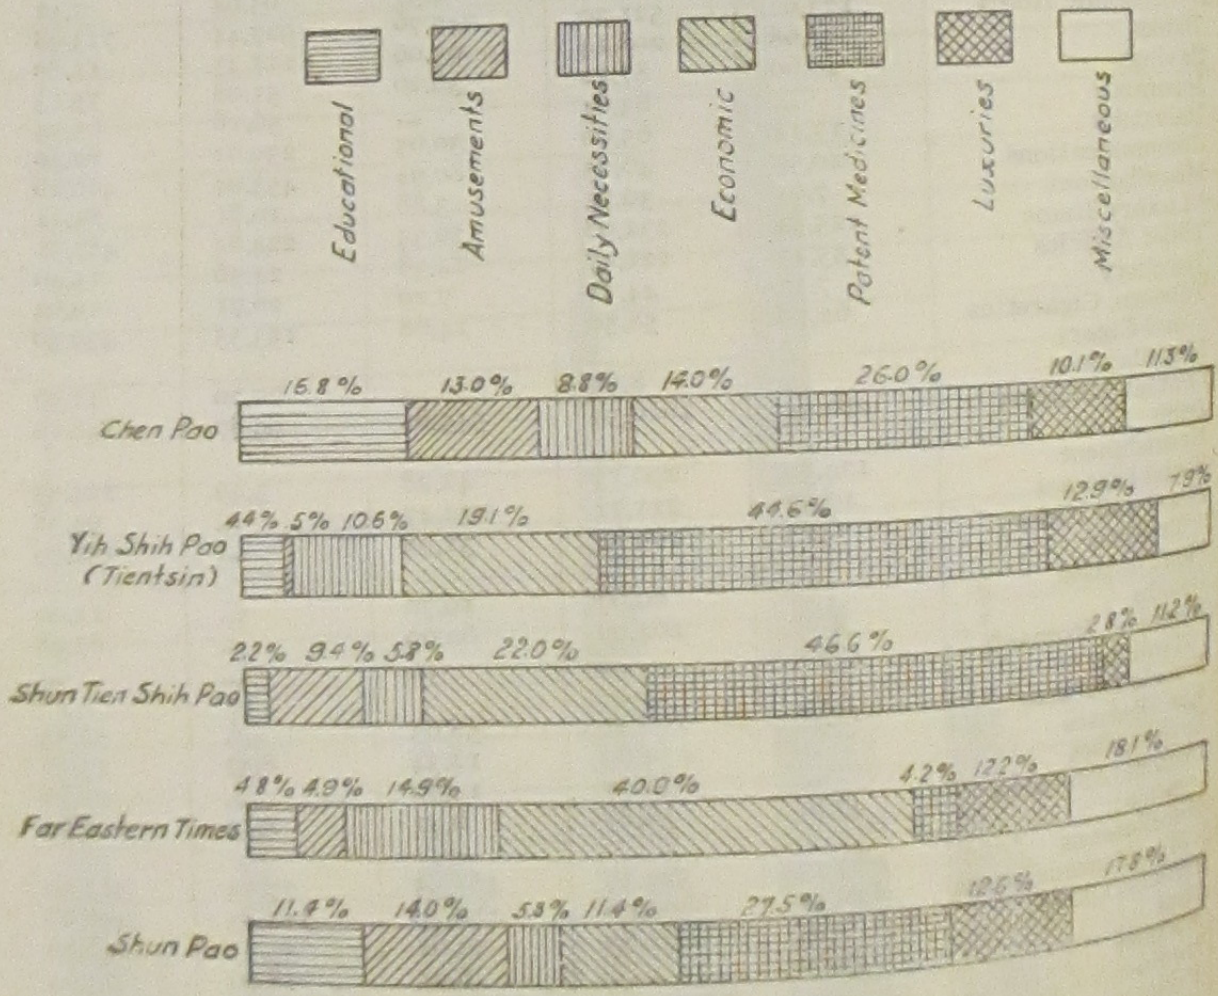 Educational
Amusements
Daily Necessities
Economic
Patent Medicines
Luxuries
Miscellaneous
16.8% 13.0% 8.8% 14.0% 26.0% 10.1% 11.3%
Chen Pao
4.4% .5% 10.6% 19.1% 44.6% 12.9% 7.9%
Yih Shih Pao
(Tientsin)
2.2% 9.4% 5.8% 22.0% 46.6% 2.8% 11.2%
Shun Tien Shih Pao
4.8% 4.9% 14.9% 40.0% 4.2% 12.2% 18.1%
Far Eastern Times
11.4% 14.0% 5.3% 11.4% 27.5% 12.6% 17.8%
Shun Pao